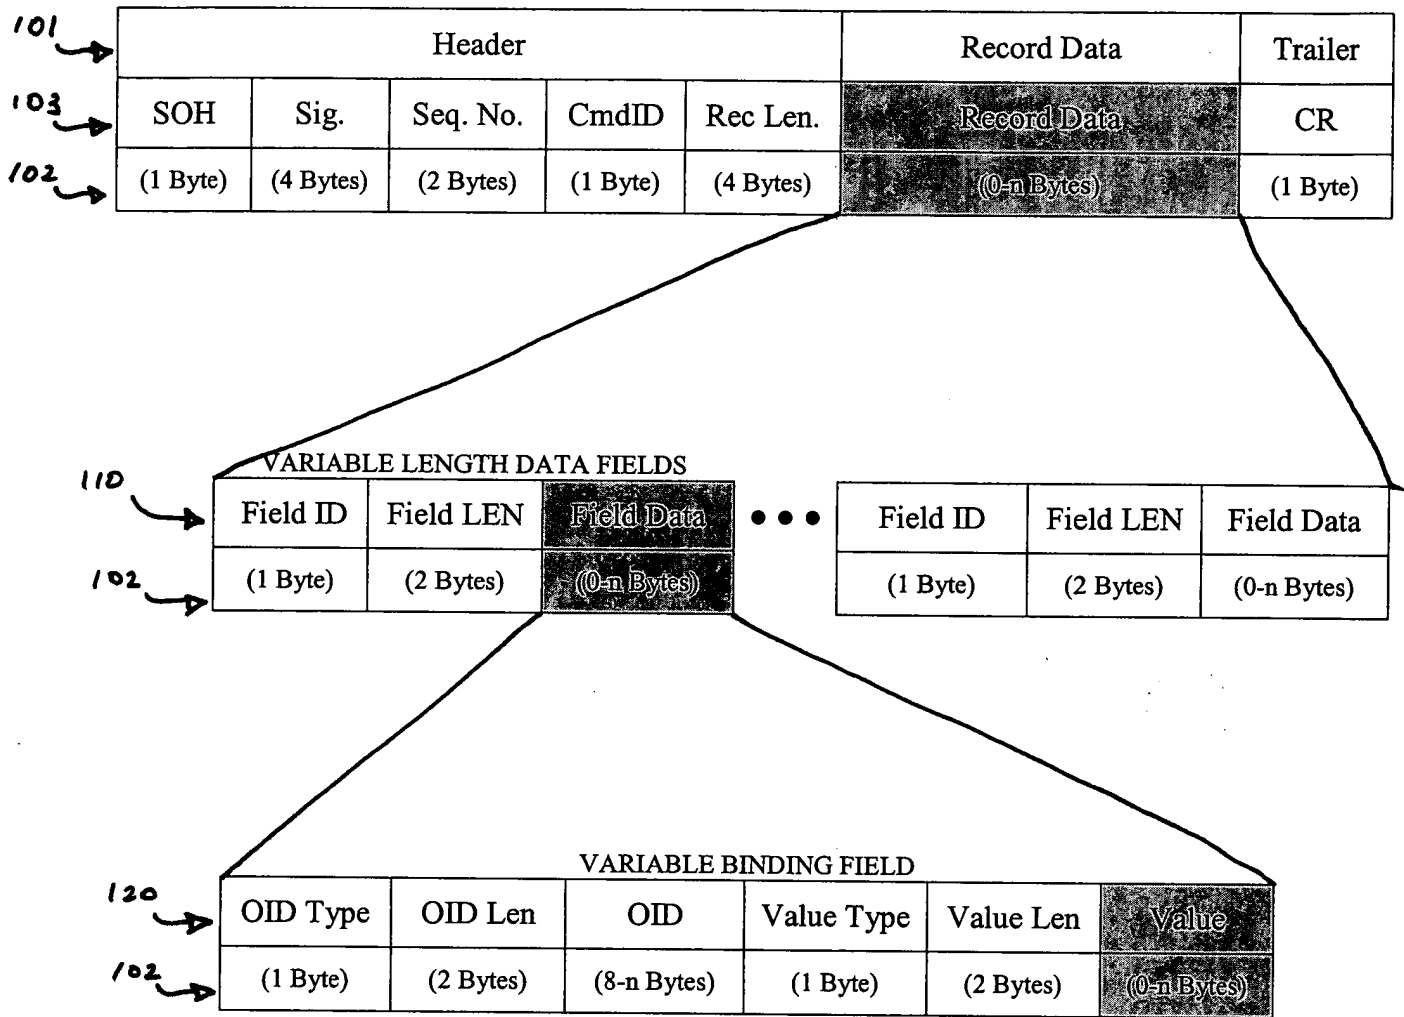 101 Header Record Data Trailer
103 SOH Sig. Seq. No. CmdID Rec Len. Record Data CR
102 (1 Byte) (4 Bytes) (2 Bytes) (1 Byte) (4 Bytes) (0-n Bytes) (1 Byte)
VARIABLE LENGTH DATA FIELDS
110 Field ID Field LEN Field Data ••• Field ID Field LEN Field Data
102 (1 Byte) (2 Bytes) (0-n Bytes) (1 Byte) (2 Bytes) (0-n Bytes)
VARIABLE BINDING FIELD
120 OID Type OID Len OID Value Type Value Len Value
102 (1 Byte) (2 Bytes) (8-n Bytes) (1 Byte) (2 Bytes) (0-n Bytes)